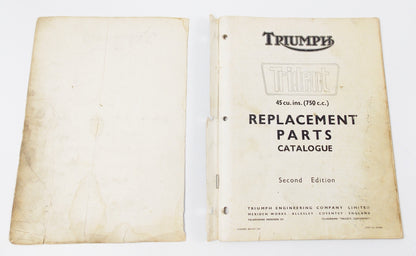 TRIUMPH
Trident
45 cu. ins. (750 c.c.)
REPLACEMENT
PARTS
CATALOGUE
Second Edition
TRIUMPH ENGINEERING COMPANY LIMITED
MERIDEN WORKS · ALLESLEY · COVENTRY · ENGLAND